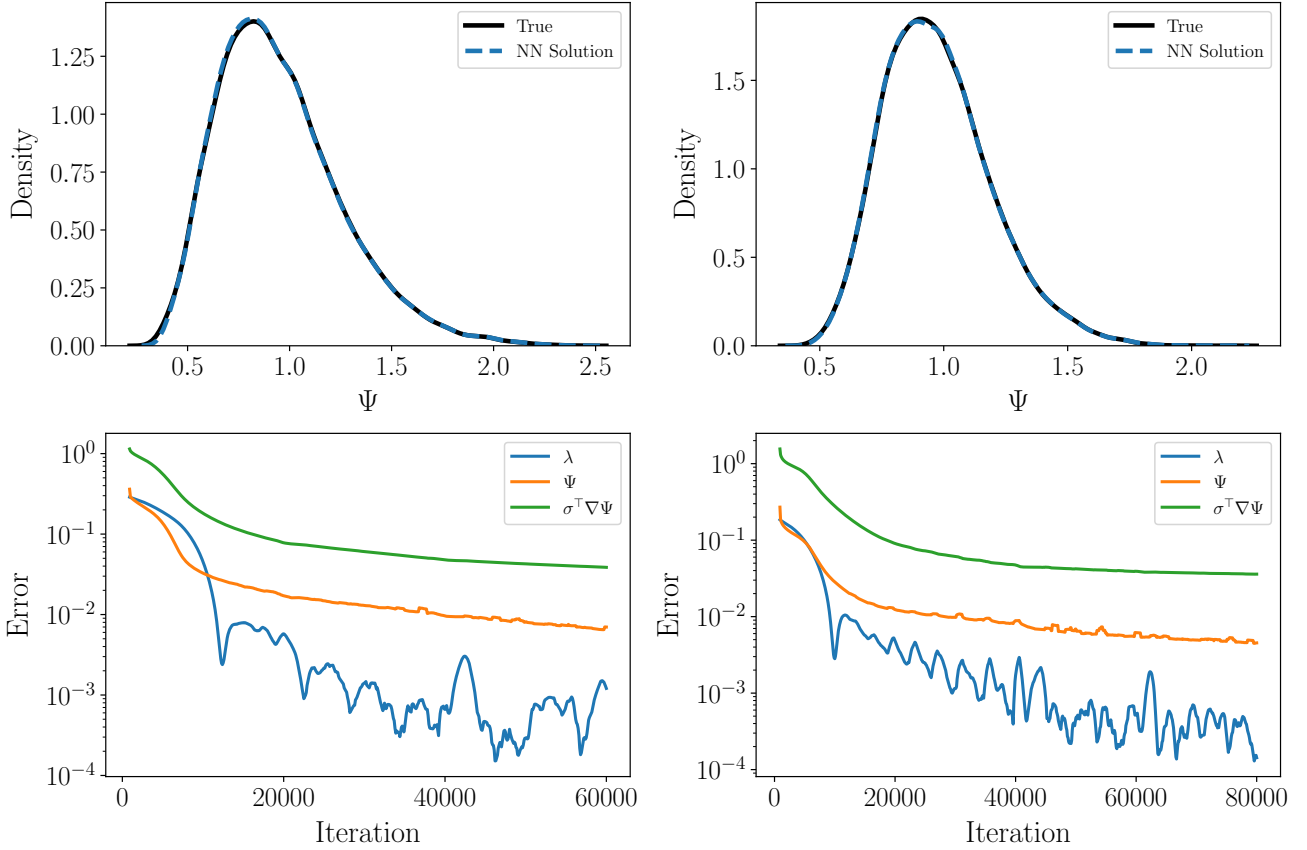 True
NN Solution
Density
1.25
1.00
0.75
0.50
0.25
0.00
0.5
1.0
1.5
2.0
2.5
Ψ
True
NN Solution
Density
1.5
1.0
0.5
0.0
0.5
1.0
1.5
2.0
Ψ
λ
Ψ
σ⊤∇Ψ
Error
10⁰
10⁻¹
10⁻²
10⁻³
10⁻⁴
0
20000
40000
60000
Iteration
λ
Ψ
σ⊤∇Ψ
Error
10⁰
10⁻¹
10⁻²
10⁻³
10⁻⁴
0
20000
40000
60000
80000
Iteration